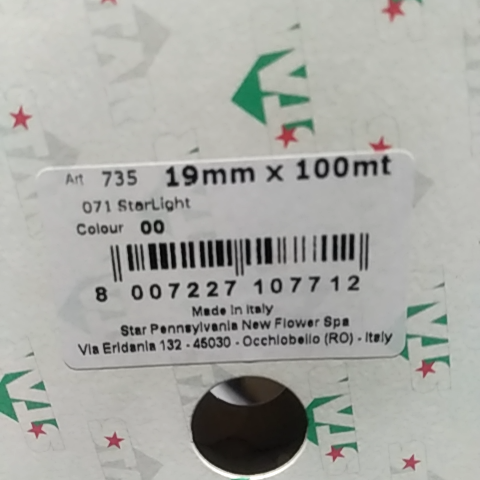 Art 735 19mm x 100mt
071 StarLight
Colour 00
8 007227 107712
Made in Italy
Star Pennsylvania New Flower Spa
Via Eridania 132 - 45030 - Occhiobello (RO) - Italy